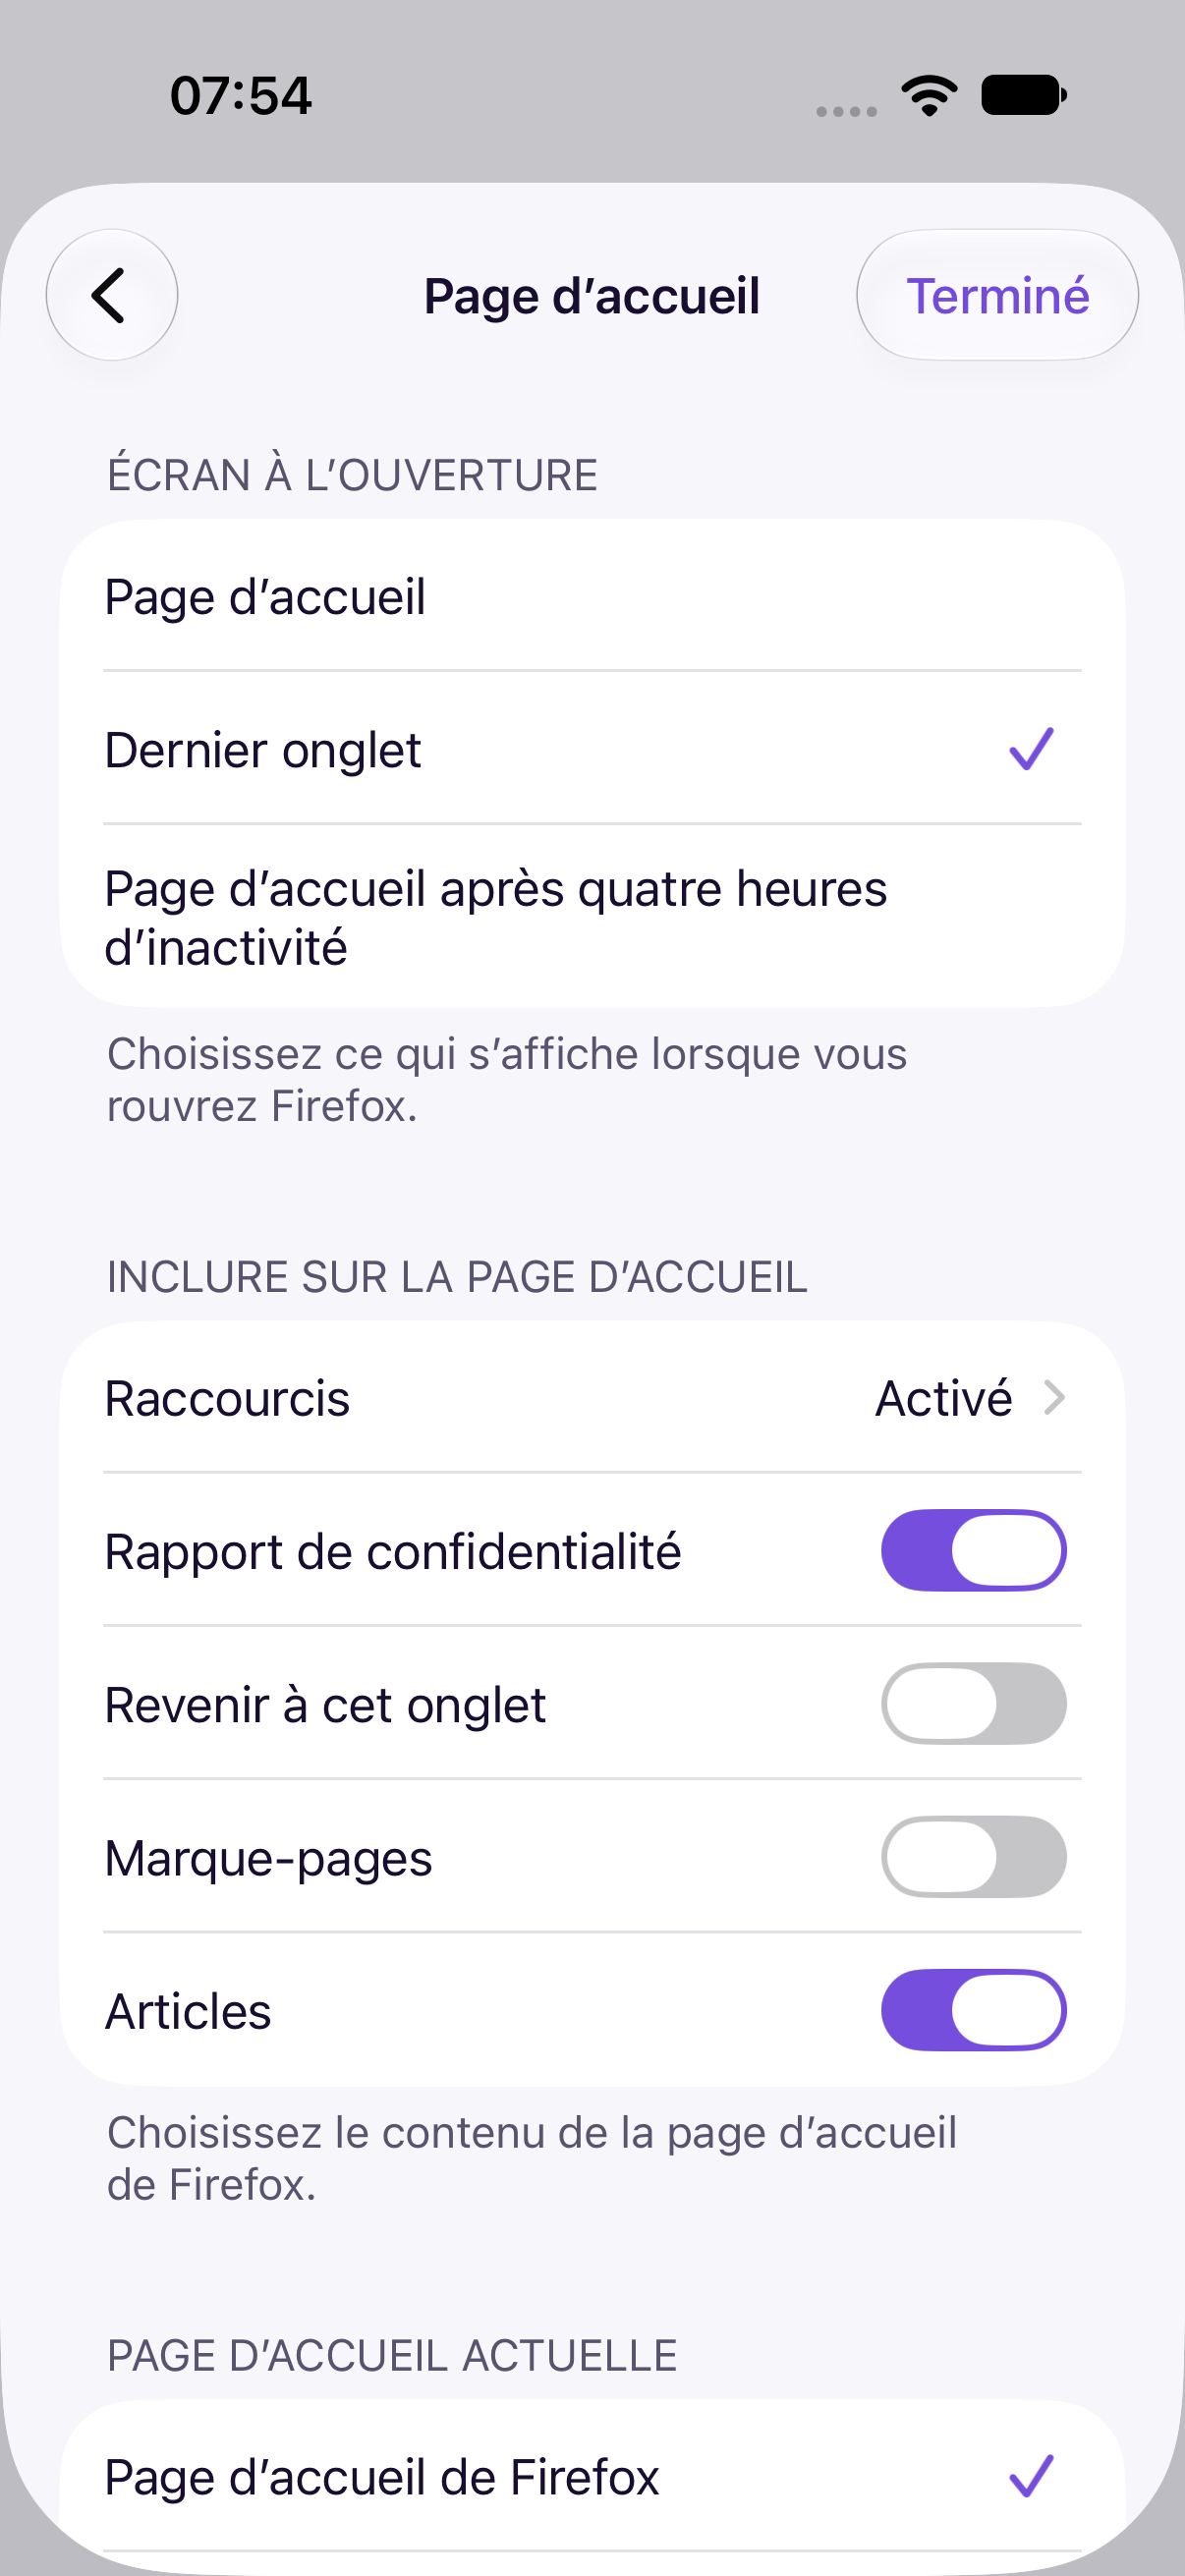 07:54
Page d’accueil
Terminé
ÉCRAN À L’OUVERTURE
Page d’accueil
Dernier onglet
Page d’accueil après quatre heures
d’inactivité
Choisissez ce qui s’affiche lorsque vous
rouvrez Firefox.
INCLURE SUR LA PAGE D’ACCUEIL
Raccourcis
Activé
Rapport de confidentialité
Revenir à cet onglet
Marque-pages
Articles
Choisissez le contenu de la page d’accueil
de Firefox.
PAGE D’ACCUEIL ACTUELLE
Page d’accueil de Firefox